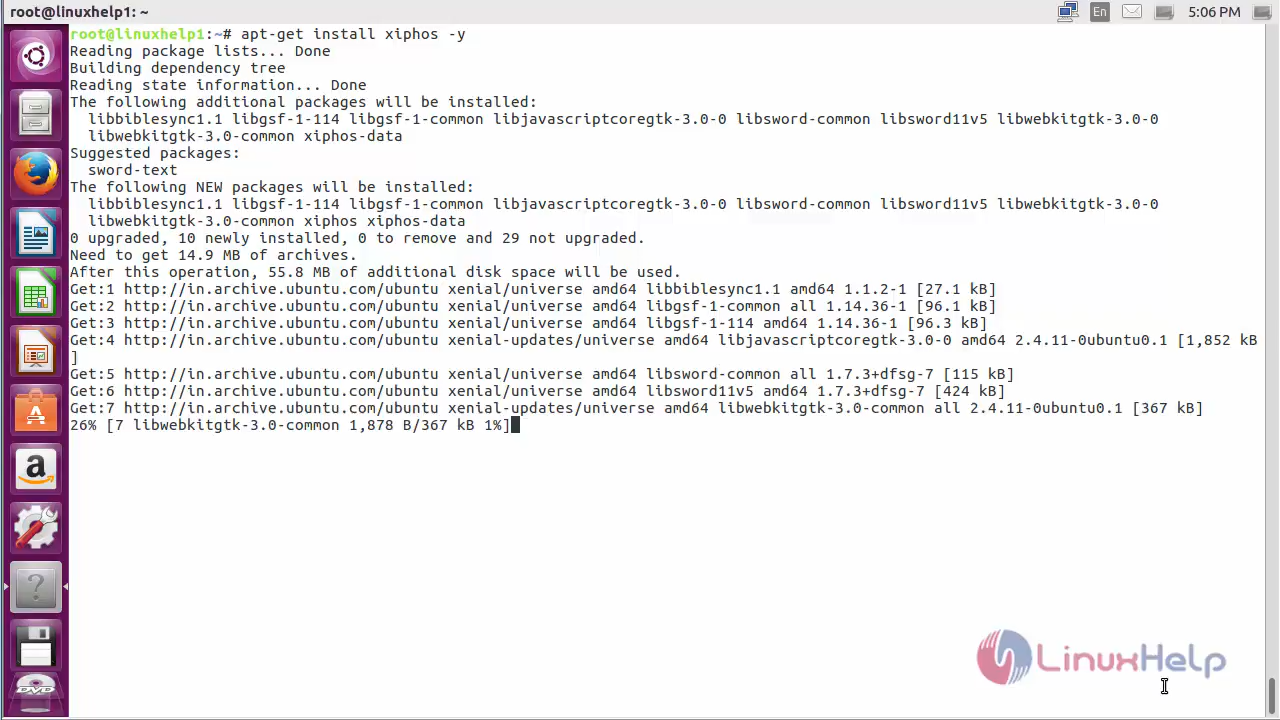 root@linuxhelp1: ~
En
5:06 PM
root@linuxhelp1:~# apt-get install xiphos -y
Reading package lists... Done
Building dependency tree
Reading state information... Done
The following additional packages will be installed:
libbiblesync1.1 libgsf-1-114 libgsf-1-common libjavascriptcoregtk-3.0-0 libsword-common libsword11v5 libwebkitgtk-3.0-0
libwebkitgtk-3.0-common xiphos-data
Suggested packages:
sword-text
The following NEW packages will be installed:
libbiblesync1.1 libgsf-1-114 libgsf-1-common libjavascriptcoregtk-3.0-0 libsword-common libsword11v5 libwebkitgtk-3.0-0
libwebkitgtk-3.0-common xiphos xiphos-data
0 upgraded, 10 newly installed, 0 to remove and 29 not upgraded.
Need to get 14.9 MB of archives.
After this operation, 55.8 MB of additional disk space will be used.
Get:1 http://in.archive.ubuntu.com/ubuntu xenial/universe amd64 libbiblesync1.1 amd64 1.1.2-1 [27.1 kB]
Get:2 http://in.archive.ubuntu.com/ubuntu xenial/universe amd64 libgsf-1-common all 1.14.36-1 [96.1 kB]
Get:3 http://in.archive.ubuntu.com/ubuntu xenial/universe amd64 libgsf-1-114 amd64 1.14.36-1 [96.3 kB]
Get:4 http://in.archive.ubuntu.com/ubuntu xenial-updates/universe amd64 libjavascriptcoregtk-3.0-0 amd64 2.4.11-0ubuntu0.1 [1,852 kB
]
Get:5 http://in.archive.ubuntu.com/ubuntu xenial/universe amd64 libsword-common all 1.7.3+dfsg-7 [115 kB]
Get:6 http://in.archive.ubuntu.com/ubuntu xenial/universe amd64 libsword11v5 amd64 1.7.3+dfsg-7 [424 kB]
Get:7 http://in.archive.ubuntu.com/ubuntu xenial-updates/universe amd64 libwebkitgtk-3.0-common all 2.4.11-0ubuntu0.1 [367 kB]
26% [7 libwebkitgtk-3.0-common 1,878 B/367 kB 1%]
DVD
LinuxHelp